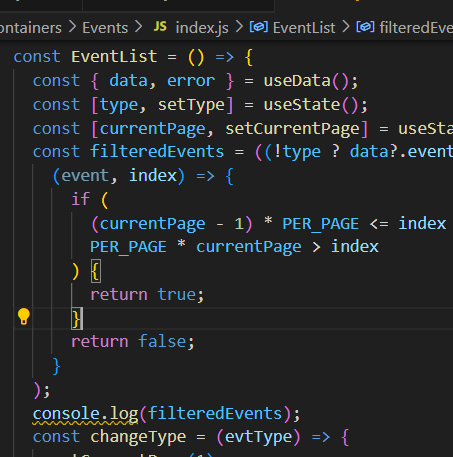 ontainers > Events > JS index.js > EventList > filteredEve
const EventList = () => {
const { data, error } = useData();
const [type, setType] = useState();
const [currentPage, setCurrentPage] = useSta
const filteredEvents = ((!type ? data?.event
(event, index) => {
if (
(currentPage - 1) * PER_PAGE <= index
PER_PAGE * currentPage > index
) {
return true;
}
return false;
}
);
console.log(filteredEvents);
const changeType = (evtType) => {